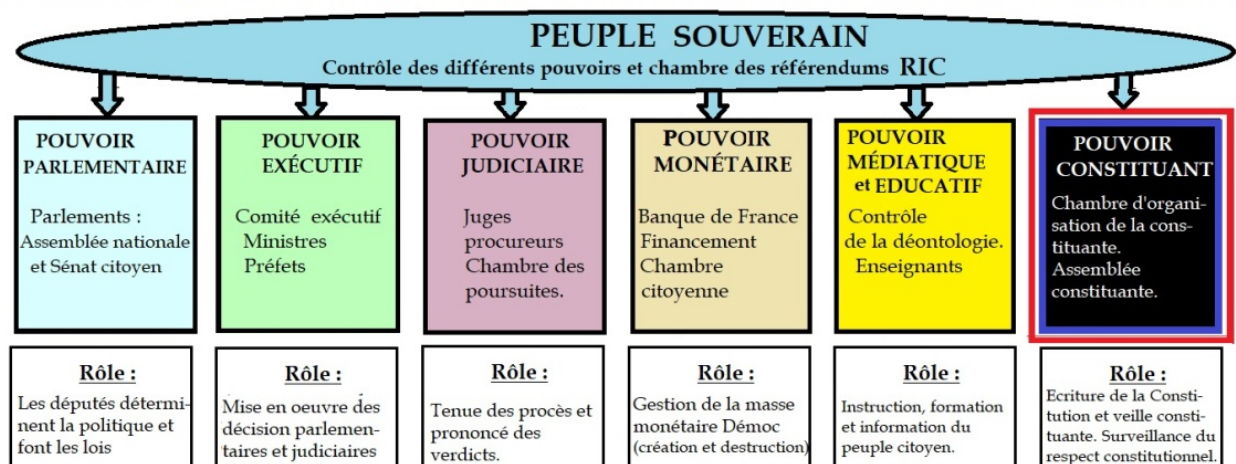 PEUPLE SOUVERAIN
Contrôle des différents pouvoirs et chambre des référendums RIC
POUVOIR
PARLEMENTAIRE
Parlements :
Assemblée nationale
et Sénat citoyen
POUVOIR
EXÉCUTIF
Comité exécutif
Ministres
Préfets
POUVOIR
JUDICIAIRE
Juges
procureurs
Chambre des
poursuites.
POUVOIR
MONÉTAIRE
Banque de France
Financement
Chambre
citoyenne
POUVOIR
MÉDIATIQUE
et EDUCATIF
Contrôle
de la déontologie.
Enseignants
POUVOIR
CONSTITUANT
Chambre d'organi-
sation de la cons-
tituante.
Assemblée
constituante.
Rôle :
Les députés détermi-
nent la politique et
font les lois
Rôle :
Mise en oeuvre des
décision parlemen-
taires et judiciaires
Rôle :
Tenue des procès et
prononcé des
verdicts.
Rôle :
Gestion de la masse
monétaire Démoc
(création et destruction)
Rôle :
Instruction, formation
et information du
peuple citoyen.
Rôle :
Ecriture de la Consti-
tution et veille consti-
tuante. Surveillance du
respect constitutionnel.